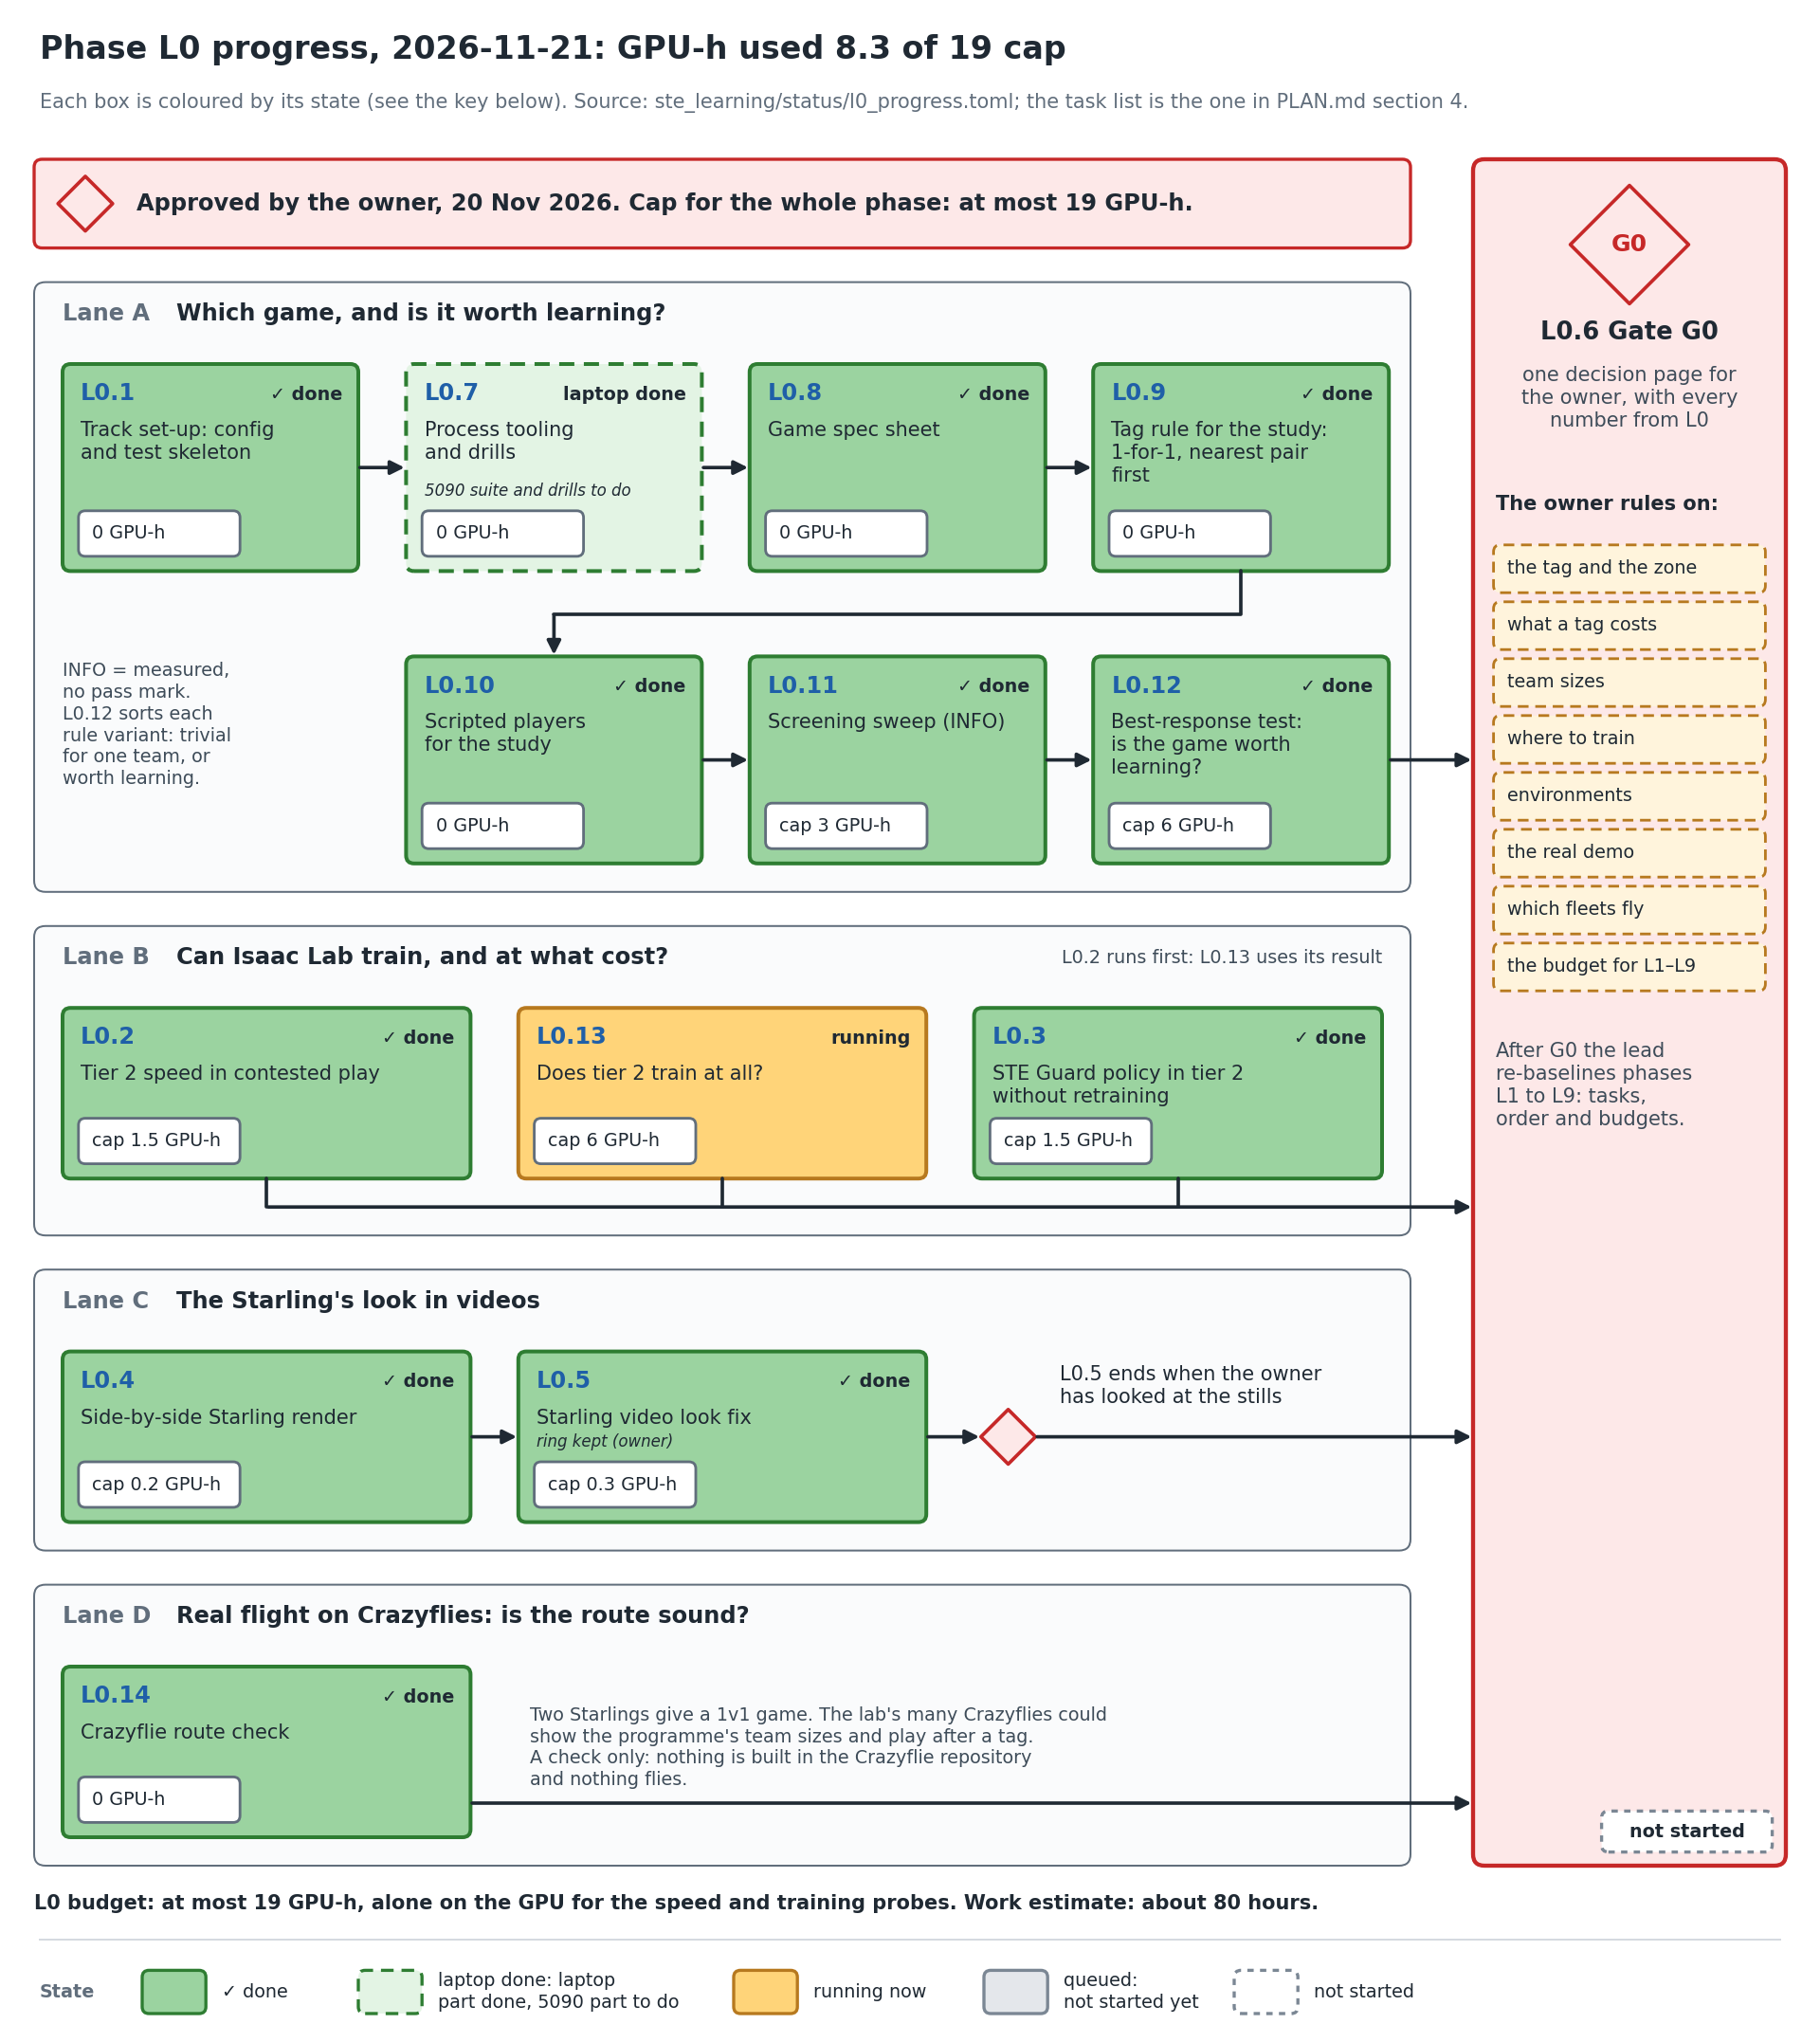 Phase L0 progress, 2026-11-21: GPU-h used 8.3 of 19 cap
Each box is coloured by its state (see the key below). Source: ste_learning/status/l0_progress.toml; the task list is the one in PLAN.md section 4.
Approved by the owner, 20 Nov 2026. Cap for the whole phase: at most 19 GPU-h.
Lane A Which game, and is it worth learning?
L0.1 ✓ done
Track set-up: config
and test skeleton
0 GPU-h
L0.7 laptop done
Process tooling
and drills
5090 suite and drills to do
0 GPU-h
L0.8 ✓ done
Game spec sheet
0 GPU-h
L0.9 ✓ done
Tag rule for the study:
1-for-1, nearest pair
first
0 GPU-h
INFO = measured,
no pass mark.
L0.12 sorts each
rule variant: trivial
for one team, or
worth learning.
L0.10 ✓ done
Scripted players
for the study
0 GPU-h
L0.11 ✓ done
Screening sweep (INFO)
cap 3 GPU-h
L0.12 ✓ done
Best-response test:
is the game worth
learning?
cap 6 GPU-h
Lane B Can Isaac Lab train, and at what cost?
L0.2 runs first: L0.13 uses its result
L0.2 ✓ done
Tier 2 speed in contested play
cap 1.5 GPU-h
L0.13 running
Does tier 2 train at all?
cap 6 GPU-h
L0.3 ✓ done
STE Guard policy in tier 2
without retraining
cap 1.5 GPU-h
Lane C The Starling's look in videos
L0.4 ✓ done
Side-by-side Starling render
cap 0.2 GPU-h
L0.5 ✓ done
Starling video look fix
ring kept (owner)
cap 0.3 GPU-h
L0.5 ends when the owner
has looked at the stills
Lane D Real flight on Crazyflies: is the route sound?
L0.14 ✓ done
Crazyflie route check
0 GPU-h
Two Starlings give a 1v1 game. The lab's many Crazyflies could
show the programme's team sizes and play after a tag.
A check only: nothing is built in the Crazyflie repository
and nothing flies.
G0
L0.6 Gate G0
one decision page for
the owner, with every
number from L0
The owner rules on:
the tag and the zone
what a tag costs
team sizes
where to train
environments
the real demo
which fleets fly
the budget for L1–L9
After G0 the lead
re-baselines phases
L1 to L9: tasks,
order and budgets.
not started
L0 budget: at most 19 GPU-h, alone on the GPU for the speed and training probes. Work estimate: about 80 hours.
State
✓ done
laptop done: laptop
part done, 5090 part to do
running now
queued:
not started yet
not started